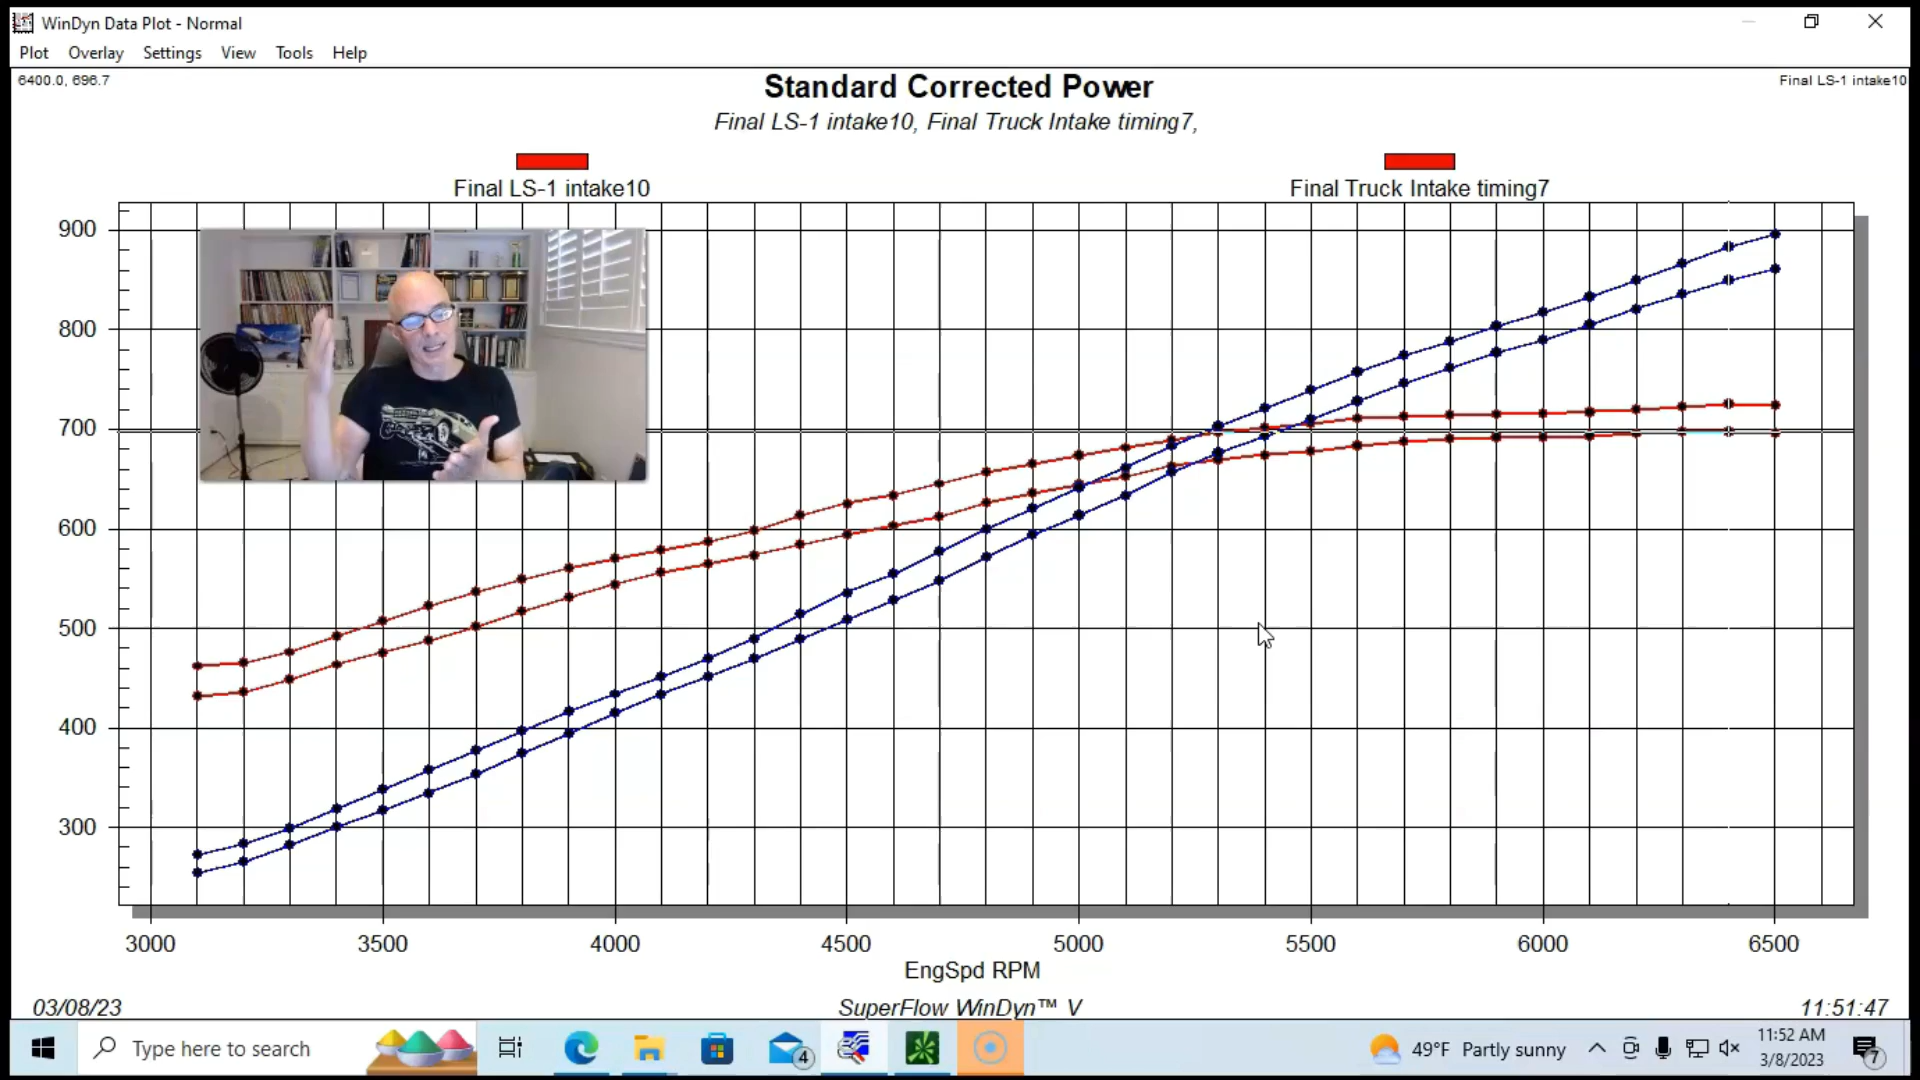 WinDyn Data Plot - Normal
Plot Overlay Settings View Tools Help
6400.0, 696.7
Final LS-1 intake10
Standard Corrected Power
Final LS-1 intake10, Final Truck Intake timing7,
Final LS-1 intake10
Final Truck Intake timing7
900
800
700
600
500
400
300
3000 3500 4000 4500 5000 5500 6000 6500
EngSpd RPM
03/08/23
SuperFlow WinDyn™ V
11:51:47
Type here to search
4
49°F Partly sunny
11:52 AM
3/8/2023
7